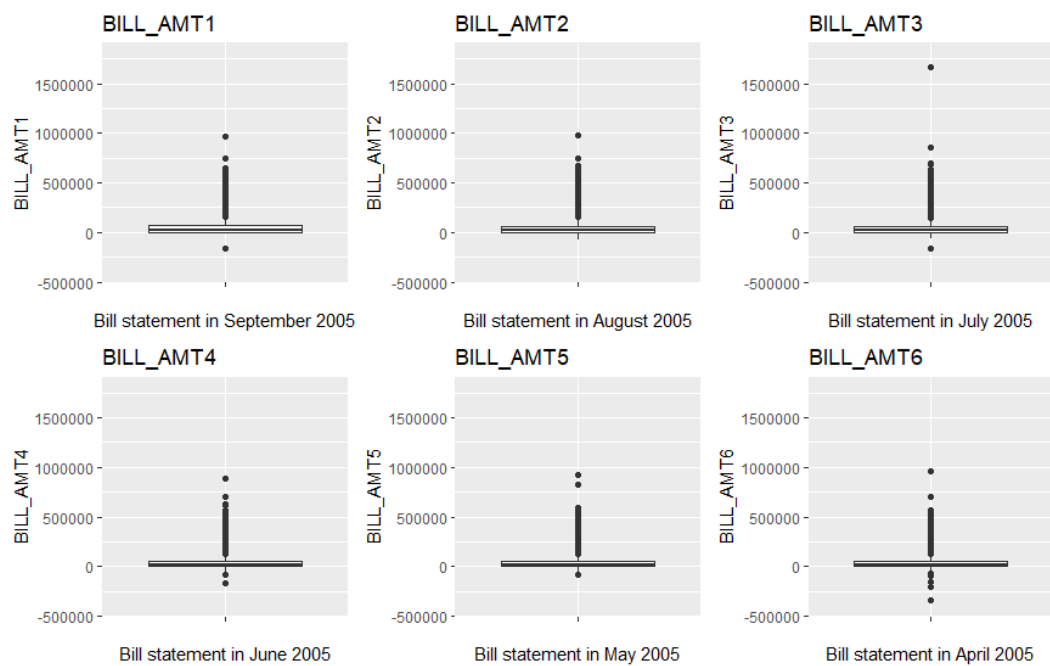 BILL_AMT1
BILL_AMT1
1500000
1000000
500000
0
-500000
Bill statement in September 2005
BILL_AMT2
BILL_AMT2
1500000
1000000
500000
0
-500000
Bill statement in August 2005
BILL_AMT3
BILL_AMT3
1500000
1000000
500000
0
-500000
Bill statement in July 2005
BILL_AMT4
BILL_AMT4
1500000
1000000
500000
0
-500000
Bill statement in June 2005
BILL_AMT5
BILL_AMT5
1500000
1000000
500000
0
-500000
Bill statement in May 2005
BILL_AMT6
BILL_AMT6
1500000
1000000
500000
0
-500000
Bill statement in April 2005